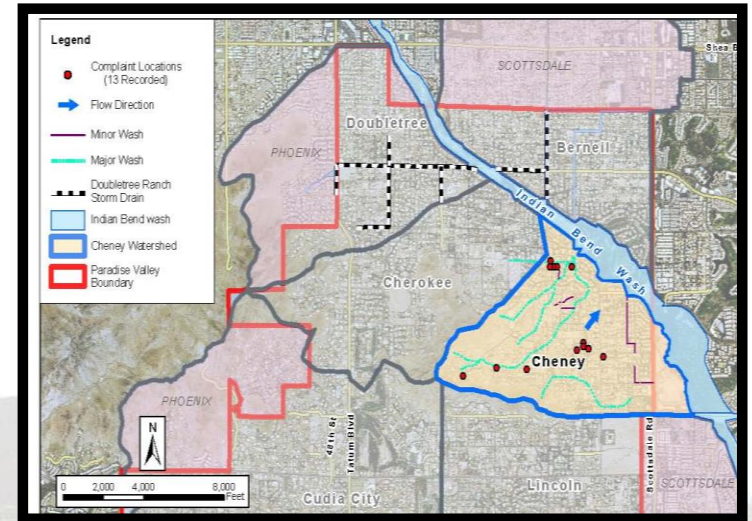 Legend
Complaint Locations
(13 Recorded)
Flow Direction
Minor Wash
Major Wash
Doubletree Ranch
Storm Drain
Indian Bend wash
Cheney Watershed
Paradise Valley
Boundary
SCOTTSDALE
Shea B
Doubletree
PHOENIX
Berneil
Indian Bend Wash
Cherokee
Cheney
PHOENIX
N
48th St
Tatum Blvd
Scottsdale Rd
0 2,000 4,000 8,000
Feet
Cudia City
Lincoln
SCOTTSDALE